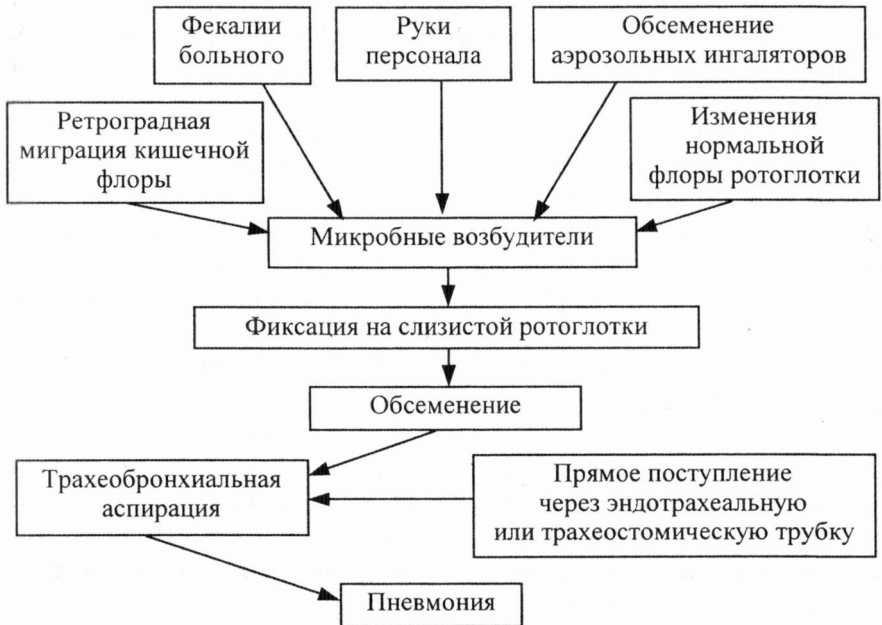 Фекалии
больного
Руки
персонала
Обсеменение
аэрозольных ингаляторов
Ретроградная
миграция кишечной
флоры
Изменения
нормальной
флоры ротоглотки
Микробные возбудители
Фиксация на слизистой ротоглотки
Обсеменение
Трахеобронхиальная
аспирация
Прямое поступление
через эндотрахеальную
или трахеостомическую трубку
Пневмония